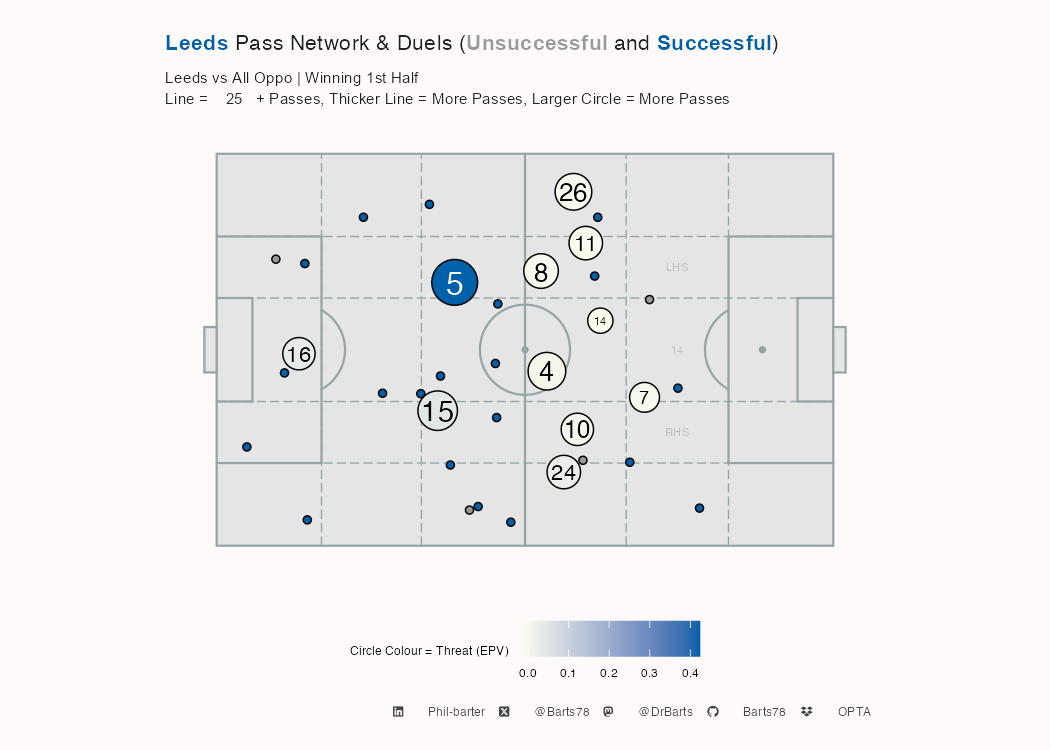 Leeds Pass Network & Duels (Unsuccessful and Successful)
Leeds vs All Oppo | Winning 1st Half
Line = 25 + Passes, Thicker Line = More Passes, Larger Circle = More Passes
26
11
8
LHS
5
14
14
16
4
7
15
10
RHS
24
Circle Colour = Threat (EPV)
0.0 0.1 0.2 0.3 0.4
Phil-barter @Barts78 @DrBarts Barts78 OPTA